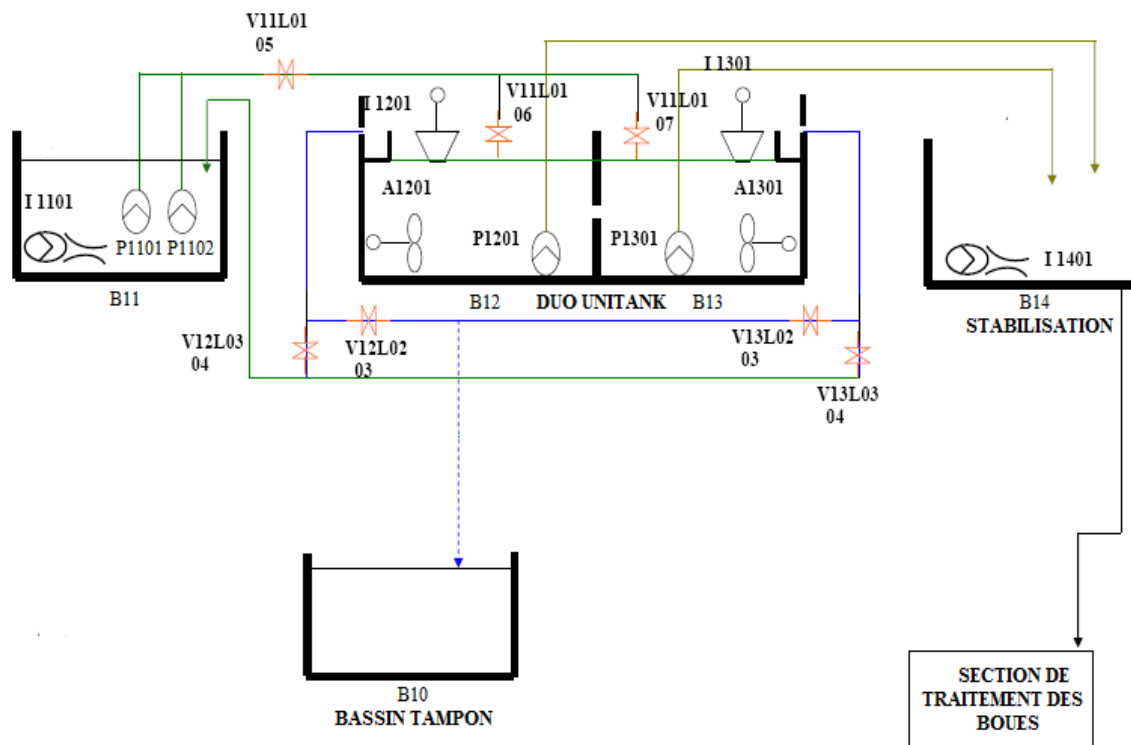 V11L01
05
I 1201
V11L01
06
V11L01
07
I 1301
I 1101
P1101 P1102
B11
A1201
P1201
P1301
A1301
B12 DUO UNITANK B13
I 1401
B14
STABILISATION
V12L03
04
V12L02
03
V13L02
03
V13L03
04
B10
BASSIN TAMPON
SECTION DE
TRAITEMENT DES
BOUES